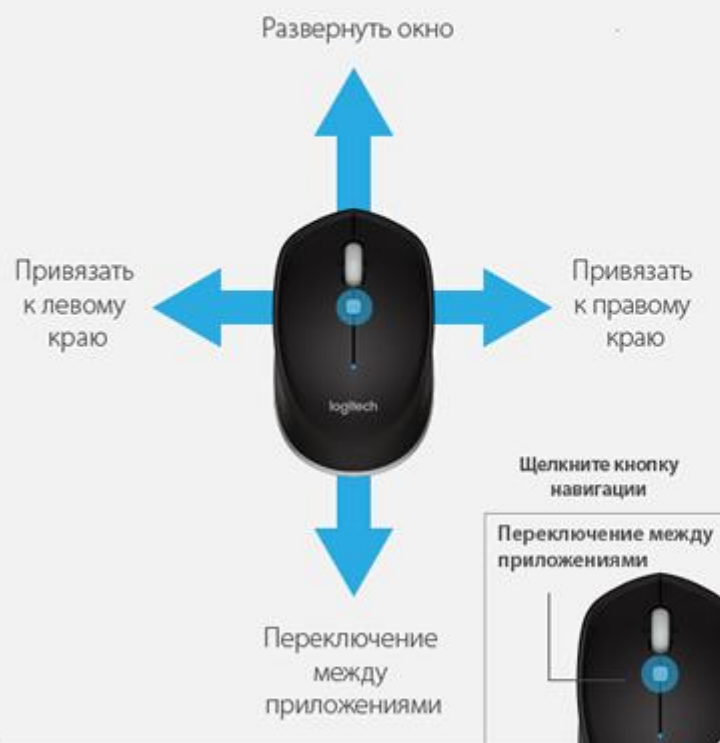 Развернуть окно
Привязать
к левому
краю
Привязать
к правому
краю
logitech
Щелкните кнопку
навигации
Переключение между
приложениями
Переключение
между
приложениями